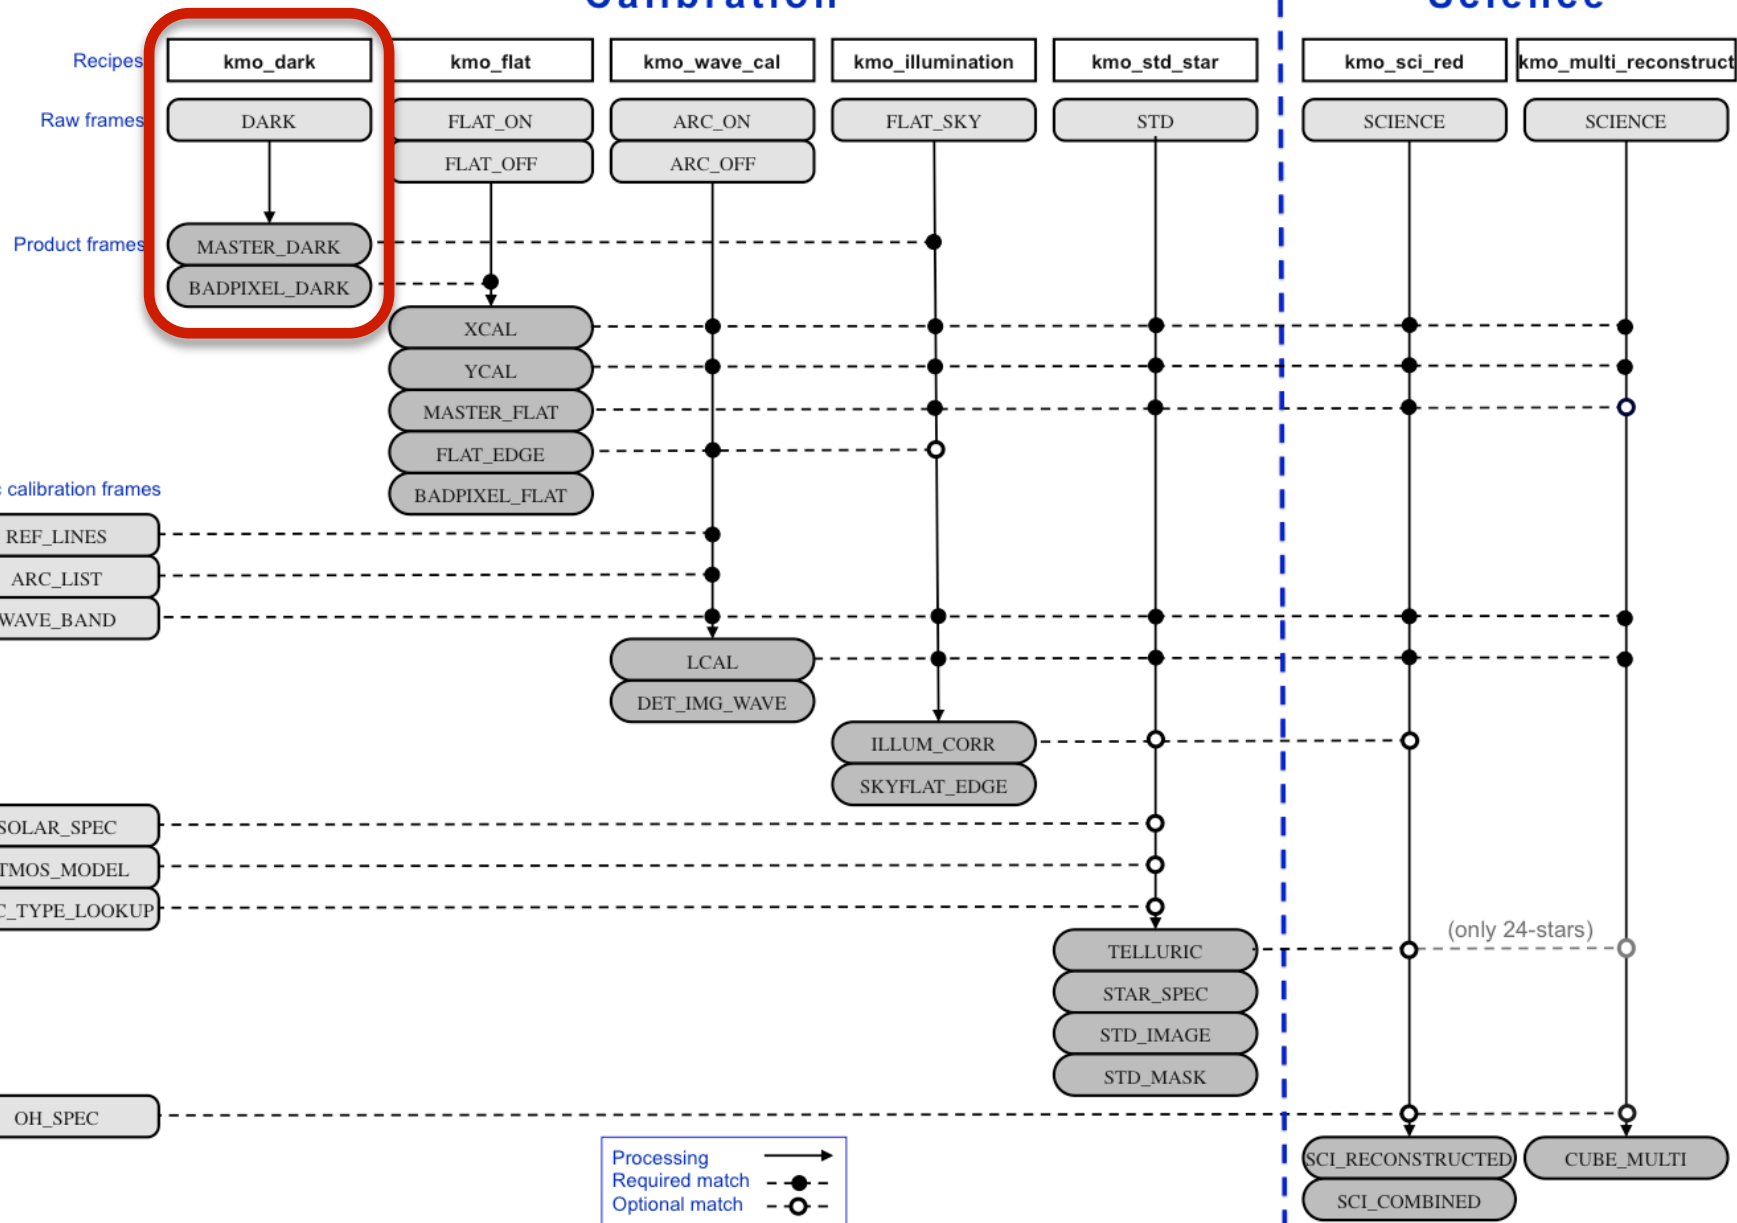 Calibration
Science
Recipes
kmo_dark
kmo_flat
kmo_wave_cal
kmo_illumination
kmo_std_star
kmo_sci_red
kmo_multi_reconstruct
Raw frames
DARK
FLAT_ON
ARC_ON
FLAT_SKY
STD
SCIENCE
SCIENCE
FLAT_OFF
ARC_OFF
Product frames
MASTER_DARK
BADPIXEL_DARK
XCAL
YCAL
MASTER_FLAT
FLAT_EDGE
calibration frames
BADPIXEL_FLAT
REF_LINES
ARC_LIST
WAVE_BAND
LCAL
DET_IMG_WAVE
ILLUM_CORR
SKYFLAT_EDGE
SOLAR_SPEC
TMOS_MODEL
C_TYPE_LOOKUP
(only 24-stars)
TELLURIC
STAR_SPEC
STD_IMAGE
STD_MASK
OH_SPEC
Processing
Required match
Optional match
SCI_RECONSTRUCTED
CUBE_MULTI
SCI_COMBINED